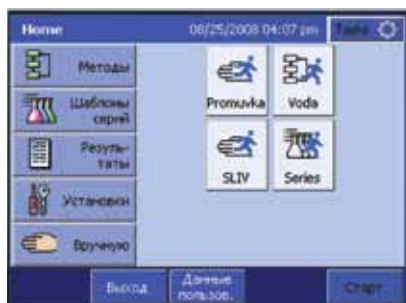 Home
08/25/2008 04:07 pm
Tasks
Методы
Шаблоны
серий
Promuvka
Voda
Резуль-
таты
Установки
SLIV
Series
Вручную
Выход
Данные
пользов.
Старт